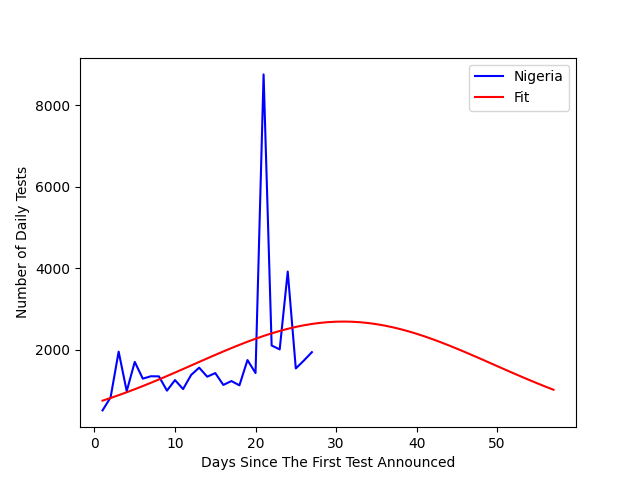 Nigeria
Fit
8000
6000
4000
2000
Number of Daily Tests
0 10 20 30 40 50
Days Since The First Test Announced